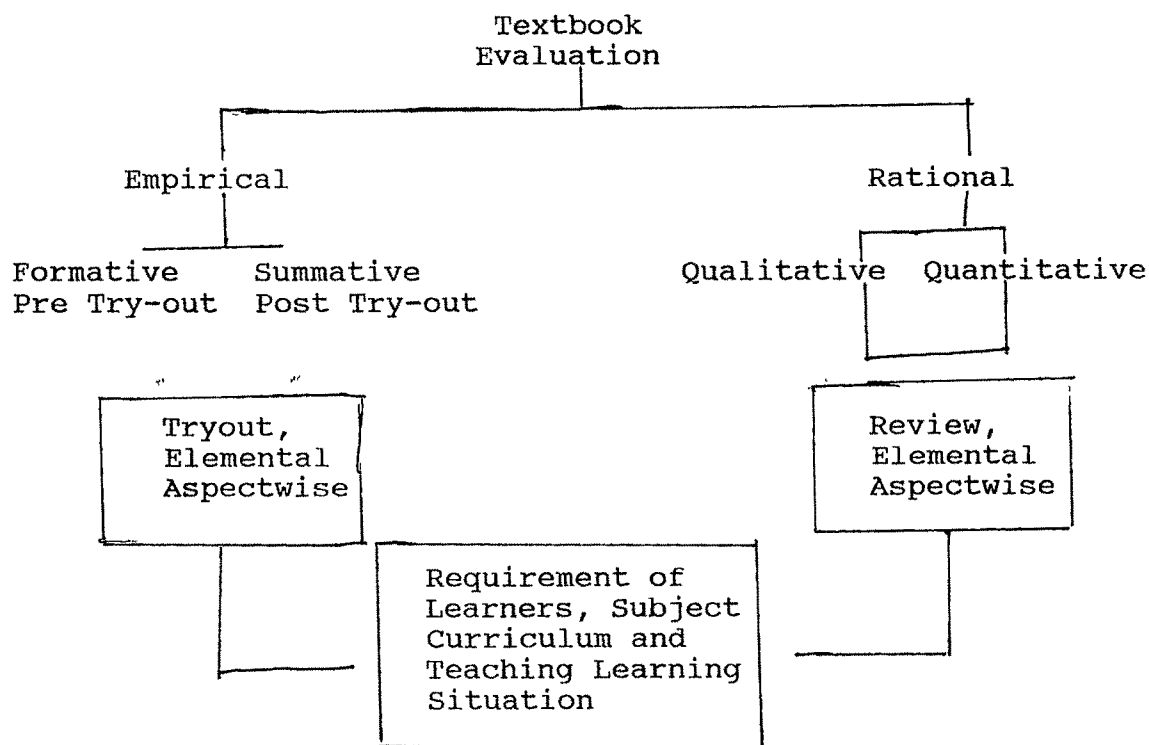 Textbook
Evaluation
Empirical
Rational
Formative Summative
Pre Try-out Post Try-out
Qualitative Quantitative
Tryout,
Elemental
Aspectwise
Review,
Elemental
Aspectwise
Requirement of
Learners, Subject
Curriculum and
Teaching Learning
Situation